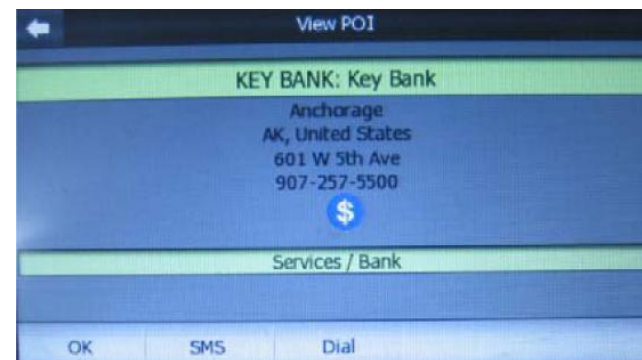 View POI
KEY BANK: Key Bank
Anchorage
AK, United States
601 W 5th Ave
907-257-5500
$
Services / Bank
OK SMS Dial